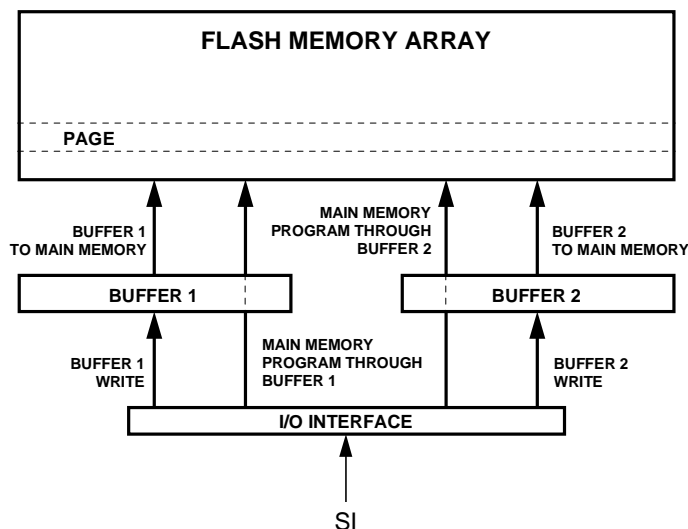 FLASH MEMORY ARRAY
PAGE
BUFFER 1
TO MAIN MEMORY
MAIN MEMORY
PROGRAM THROUGH
BUFFER 2
BUFFER 2
TO MAIN MEMORY
BUFFER 1
BUFFER 2
BUFFER 1
WRITE
MAIN MEMORY
PROGRAM THROUGH
BUFFER 1
BUFFER 2
WRITE
I/O INTERFACE
SI